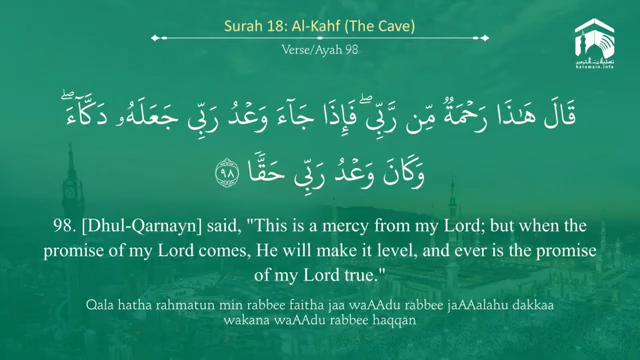 Surah 18: Al-Kahf (The Cave)
Verse/Ayah 98
haramain.info
قَالَ هَـٰذَا رَحْمَةٌ مِّن رَّبِّي ۖ فَإِذَا جَآءَ وَعْدُ رَبِّي جَعَلَهُۥ دَكَّآءَ ۖ
وَكَانَ وَعْدُ رَبِّي حَقًّا ٩٨
98. [Dhul-Qarnayn] said, "This is a mercy from my Lord; but when the
promise of my Lord comes, He will make it level, and ever is the promise
of my Lord true."
Qala hatha rahmatun min rabbee faitha jaa waAAdu rabbee jaAAalahu dakkaa
wakana waAAdu rabbee haqqan